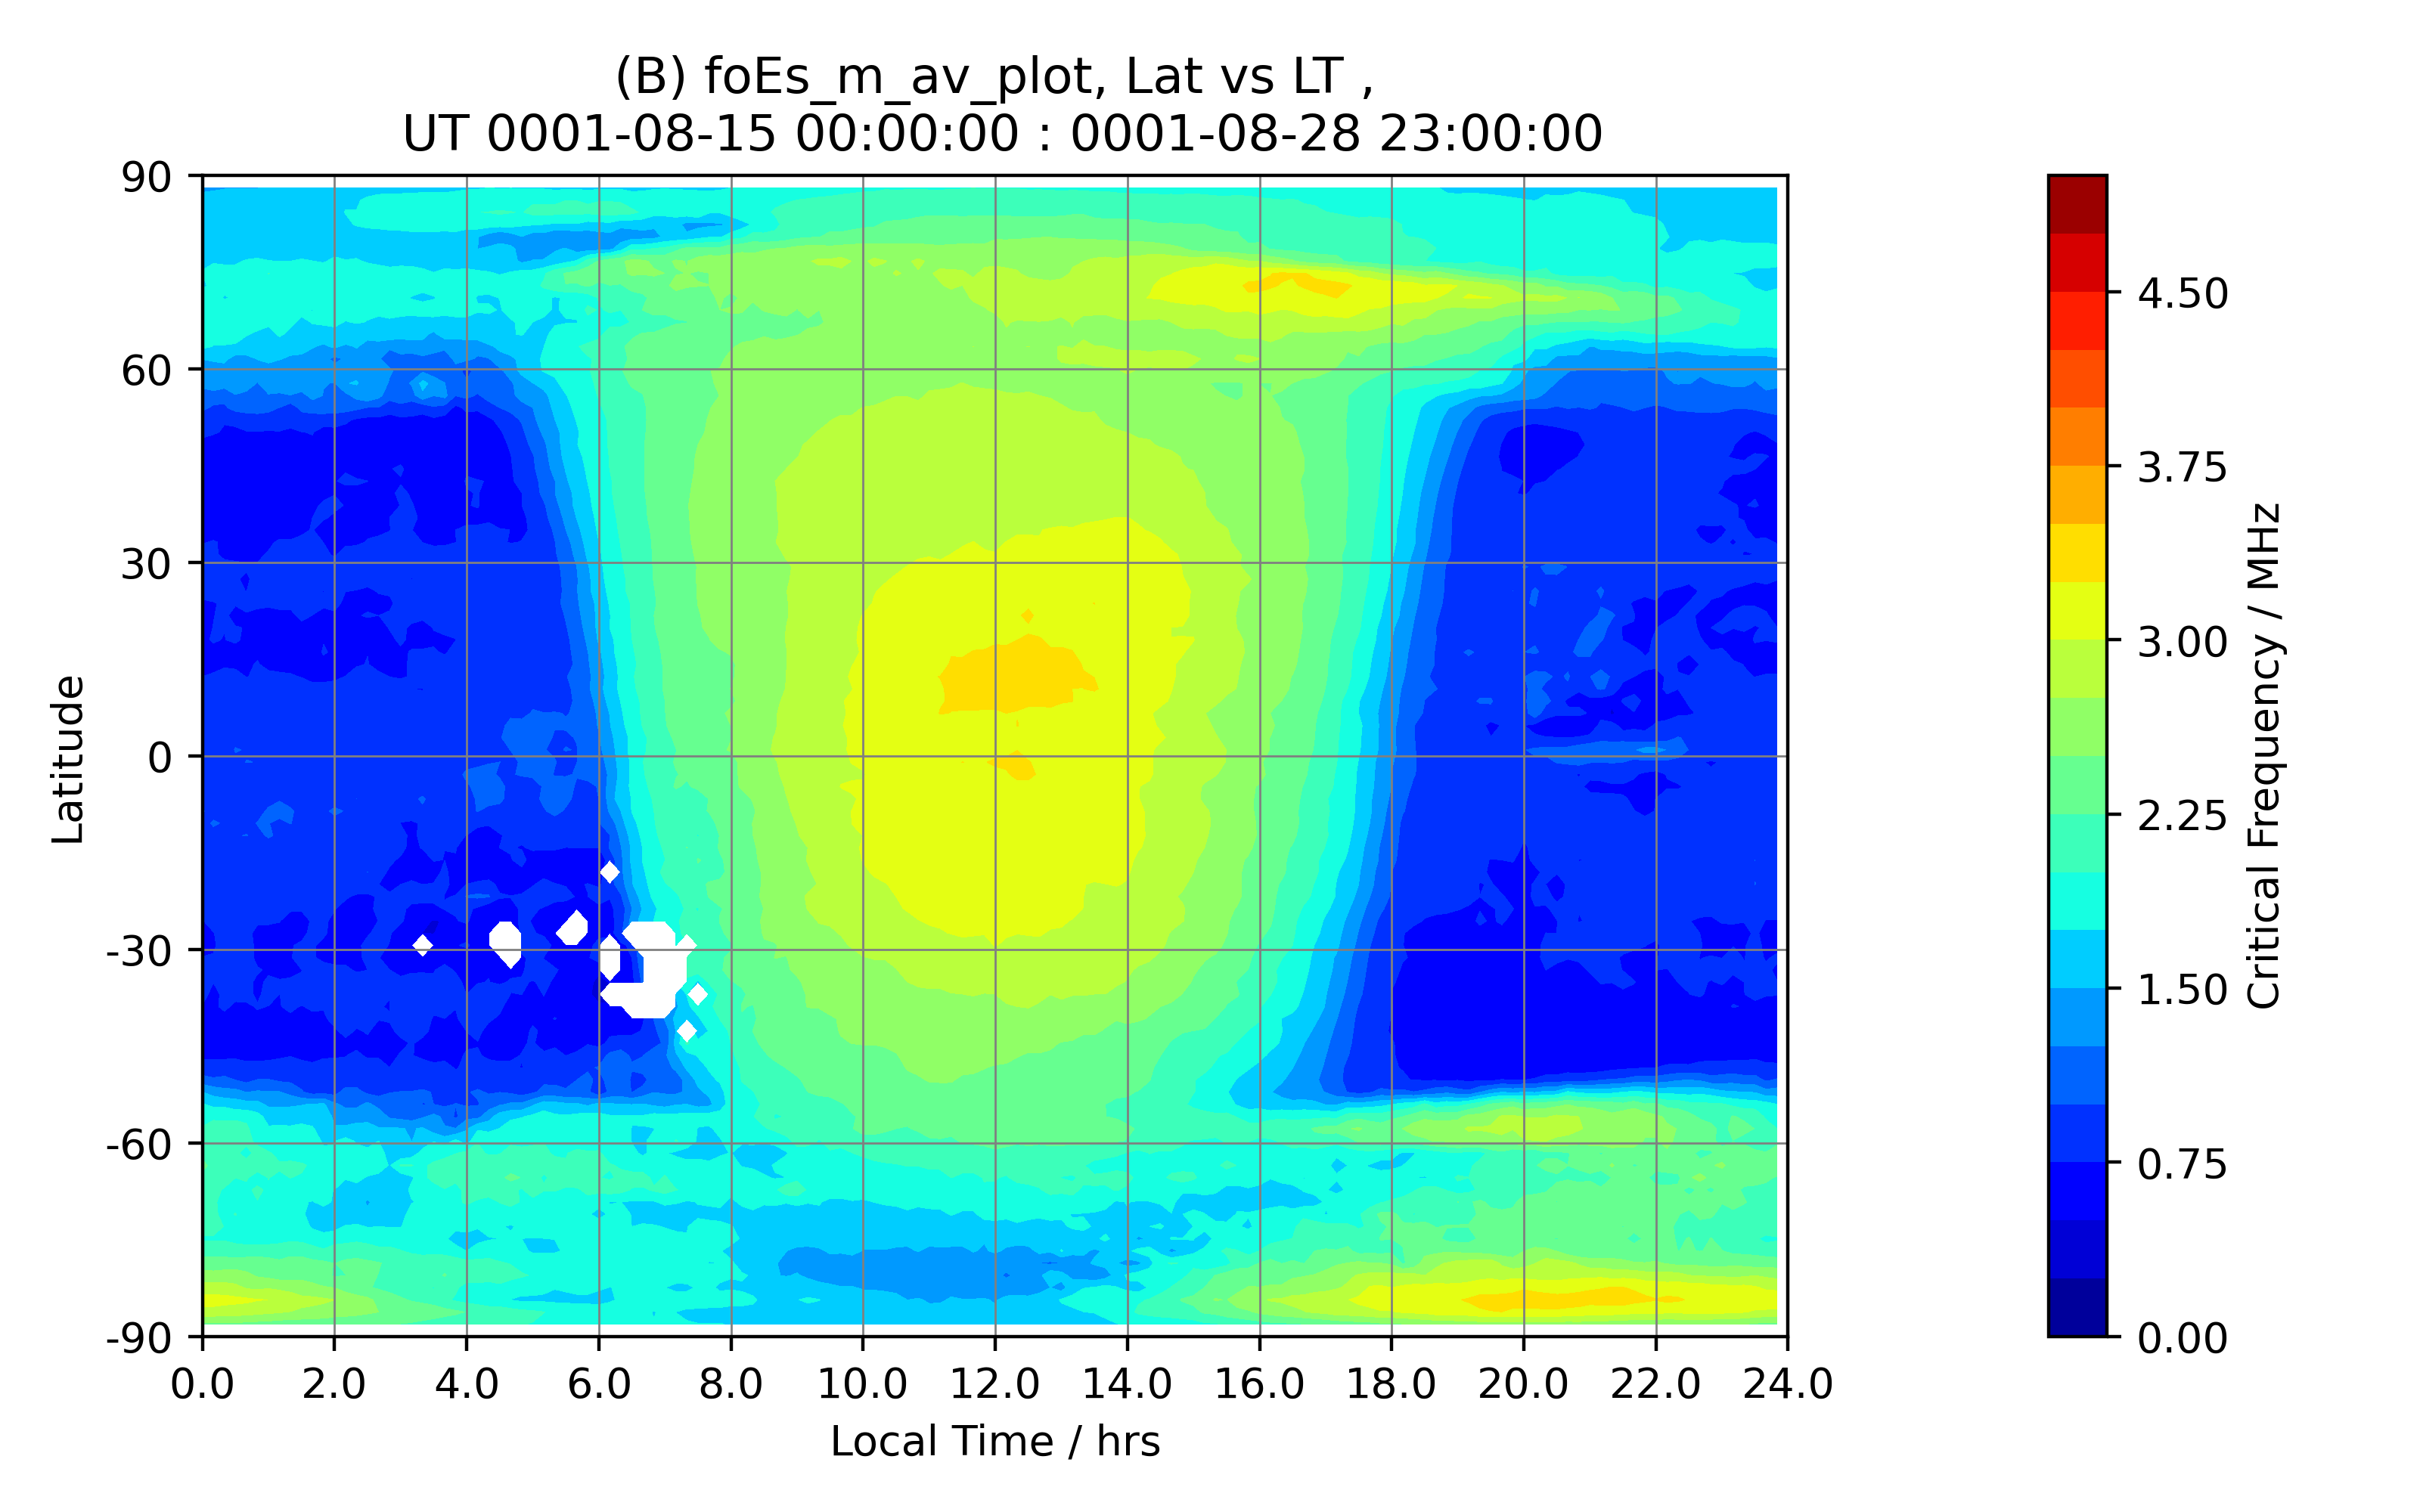 (B) foEs_m_av_plot, Lat vs LT ,
UT 0001-08-15 00:00:00 : 0001-08-28 23:00:00
90
60
30
0
-30
-60
-90
Latitude
0.0 2.0 4.0 6.0 8.0 10.0 12.0 14.0 16.0 18.0 20.0 22.0 24.0
Local Time / hrs
4.50
3.75
3.00
2.25
1.50
0.75
0.00
Critical Frequency / MHz